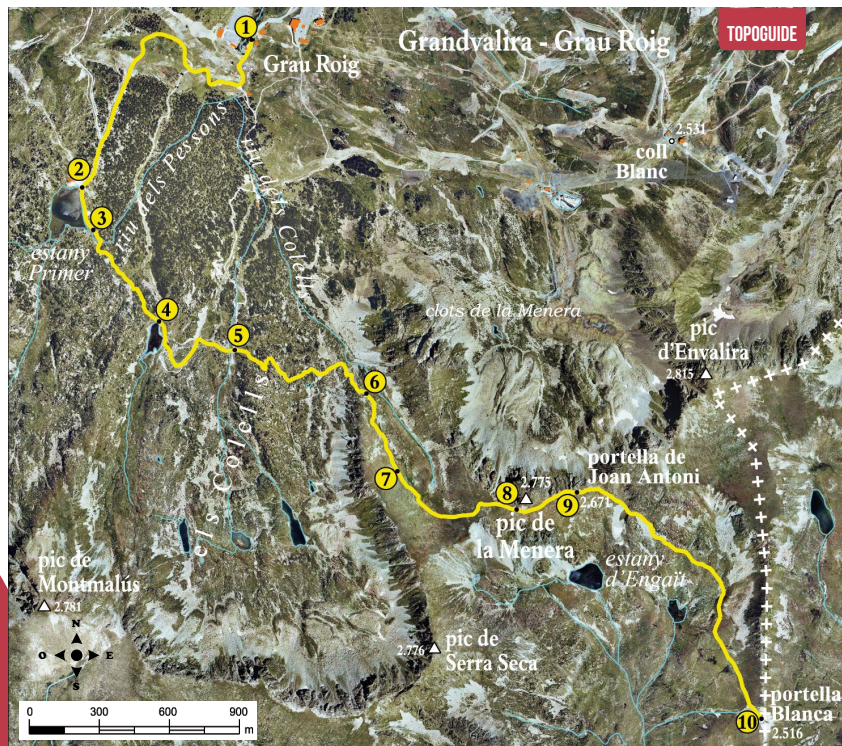 TOPOGUIDE
1
Grau Roig
Grandvalira - Grau Roig
2.531
coll
Blanc
2
3
estany
Primer
riu dels Pessons
riu dels Colells
4
5
els Colells
clots de la Menera
pic
d'Envalira
2.815
6
7
8
2.775
pic de
la Menera
portella de
Joan Antoni
9
2.671
estany
d'Engaït
pic de
Montmalús
2.781
N
O
E
S
2.776
pic de
Serra Seca
portella
Blanca
10
2.516
0
300
600
900
m